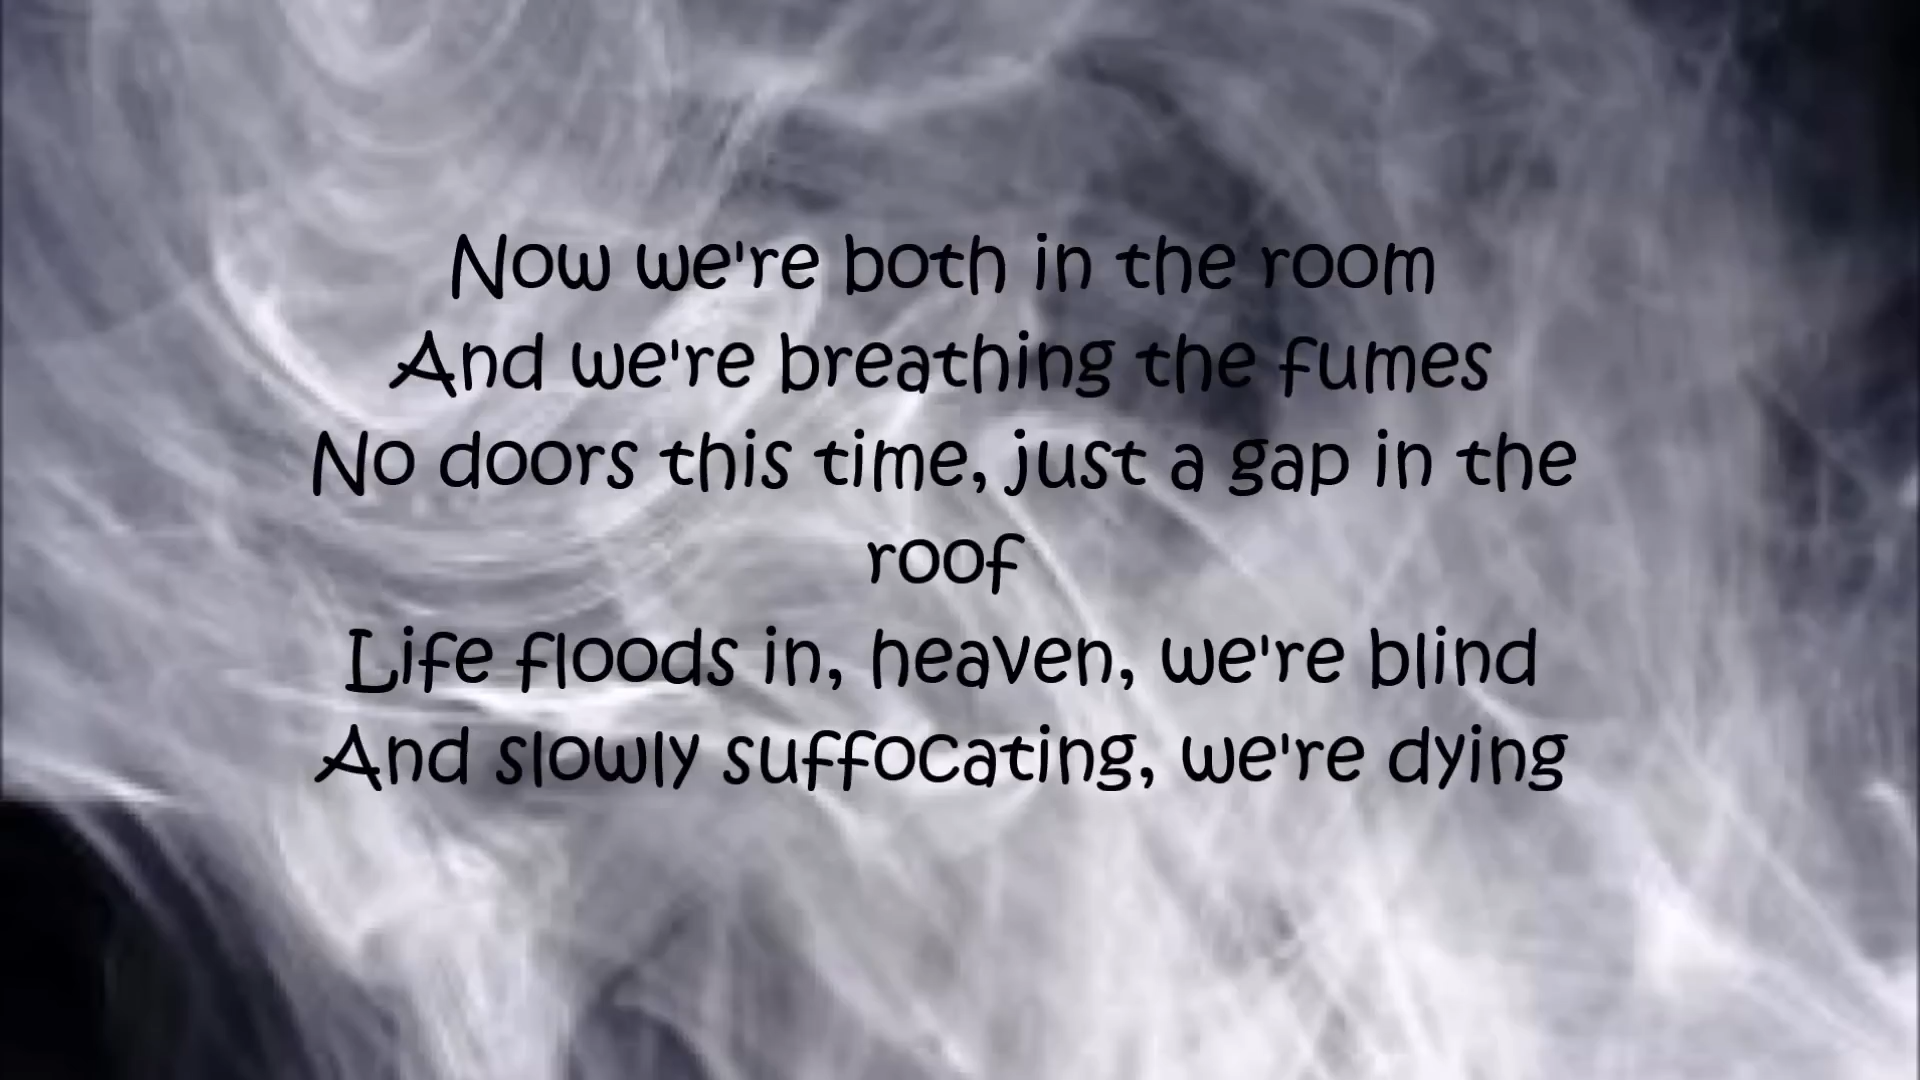 Now we're both in the room
And we're breathing the fumes
No doors this time, just a gap in the
roof
Life floods in, heaven, we're blind
And slowly suffocating, we're dying